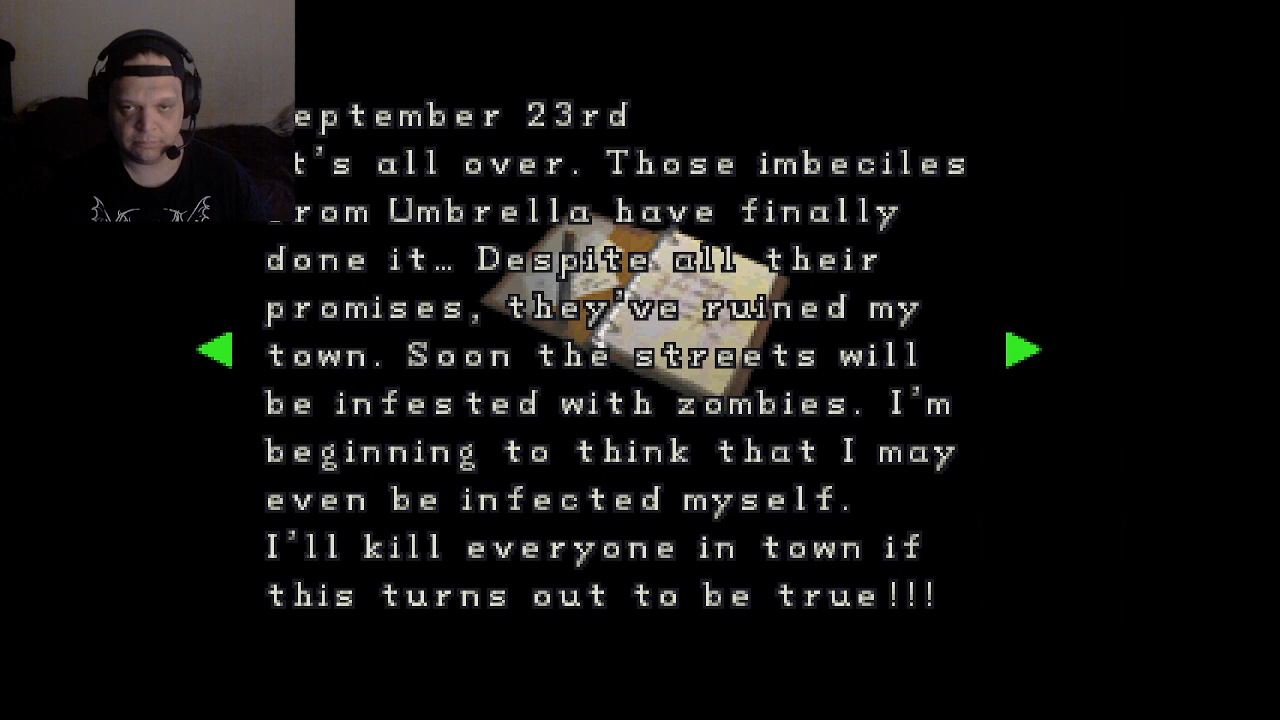 eptember 23rd
t's all over. Those imbeciles
rom Umbrella have finally
done it… Despite all their
promises, they've ruined my
town. Soon the streets will
be infested with zombies. I'm
beginning to think that I may
even be infected myself.
I'll kill everyone in town if
this turns out to be true!!!